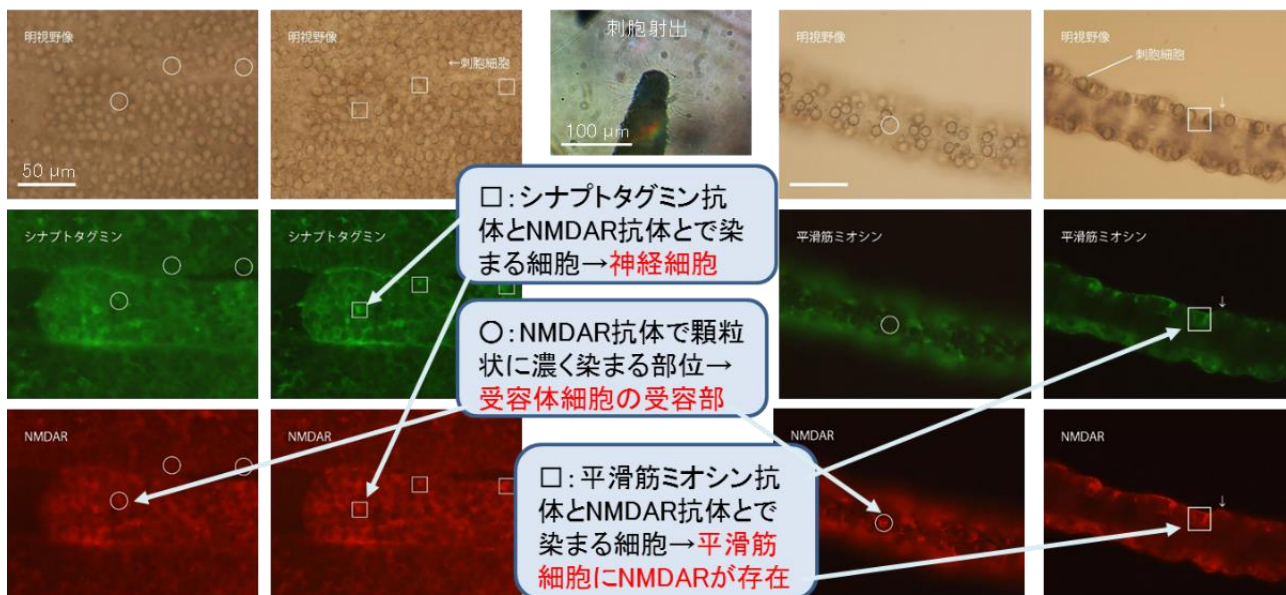 明視野像
50 μm
明視野像
←刺胞細胞
刺胞射出
100 μm
明視野像
明視野像
刺胞細胞
↓
シナプトタグミン
シナプトタグミン
平滑筋ミオシン
平滑筋ミオシン
↓
NMDAR
NMDAR
NMDAR
NMDAR
↓
□:シナプトタグミン抗
体とNMDAR抗体とで染
まる細胞→神経細胞
○:NMDAR抗体で顆粒
状に濃く染まる部位→
受容体細胞の受容部
□:平滑筋ミオシン抗
体とNMDAR抗体とで
染まる細胞→平滑筋
細胞にNMDARが存在